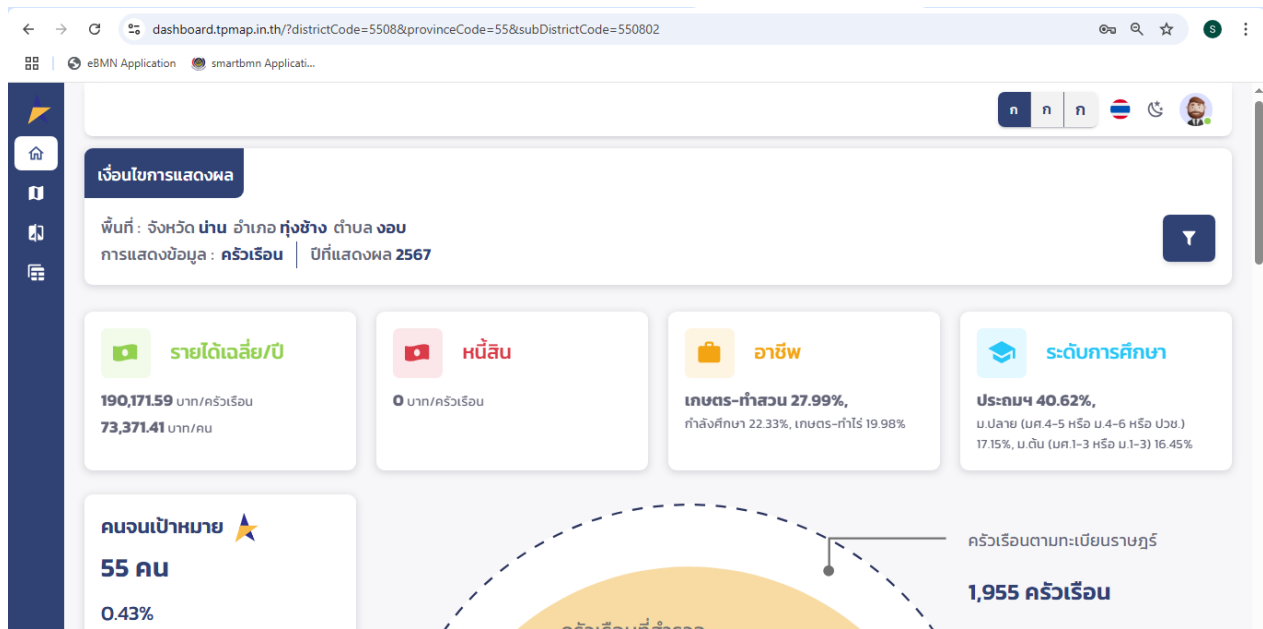 dashboard.tpmap.in.th/?districtCode=5508&provinceCode=55&subDistrictCode=550802
S
eBMN Application smartbmn Applicati...
ก ก ก
เงื่อนไขการแสดงผล
พื้นที่ : จังหวัด น่าน อำเภอ ทุ่งช้าง ตำบล งอบ
การแสดงข้อมูล : ครัวเรือน ปีที่แสดงผล 2567
รายได้เฉลี่ย/ปี
190,171.59 บาท/ครัวเรือน
73,371.41 บาท/คน
หนี้สิน
0 บาท/ครัวเรือน
อาชีพ
เกษตร-ทำสวน 27.99%,
กำลังศึกษา 22.33%, เกษตร-ทำไร่ 19.98%
ระดับการศึกษา
ประถมฯ 40.62%,
ม.ปลาย (มศ.4-5 หรือ ม.4-6 หรือ ปวช.)
17.15%, ม.ต้น (มศ.1-3 หรือ ม.1-3) 16.45%
คนจนเป้าหมาย
55 คน
0.43%
ครัวเรือนตามทะเบียนราษฎร์
1,955 ครัวเรือน
ครัวเรือนที่สำรวจ